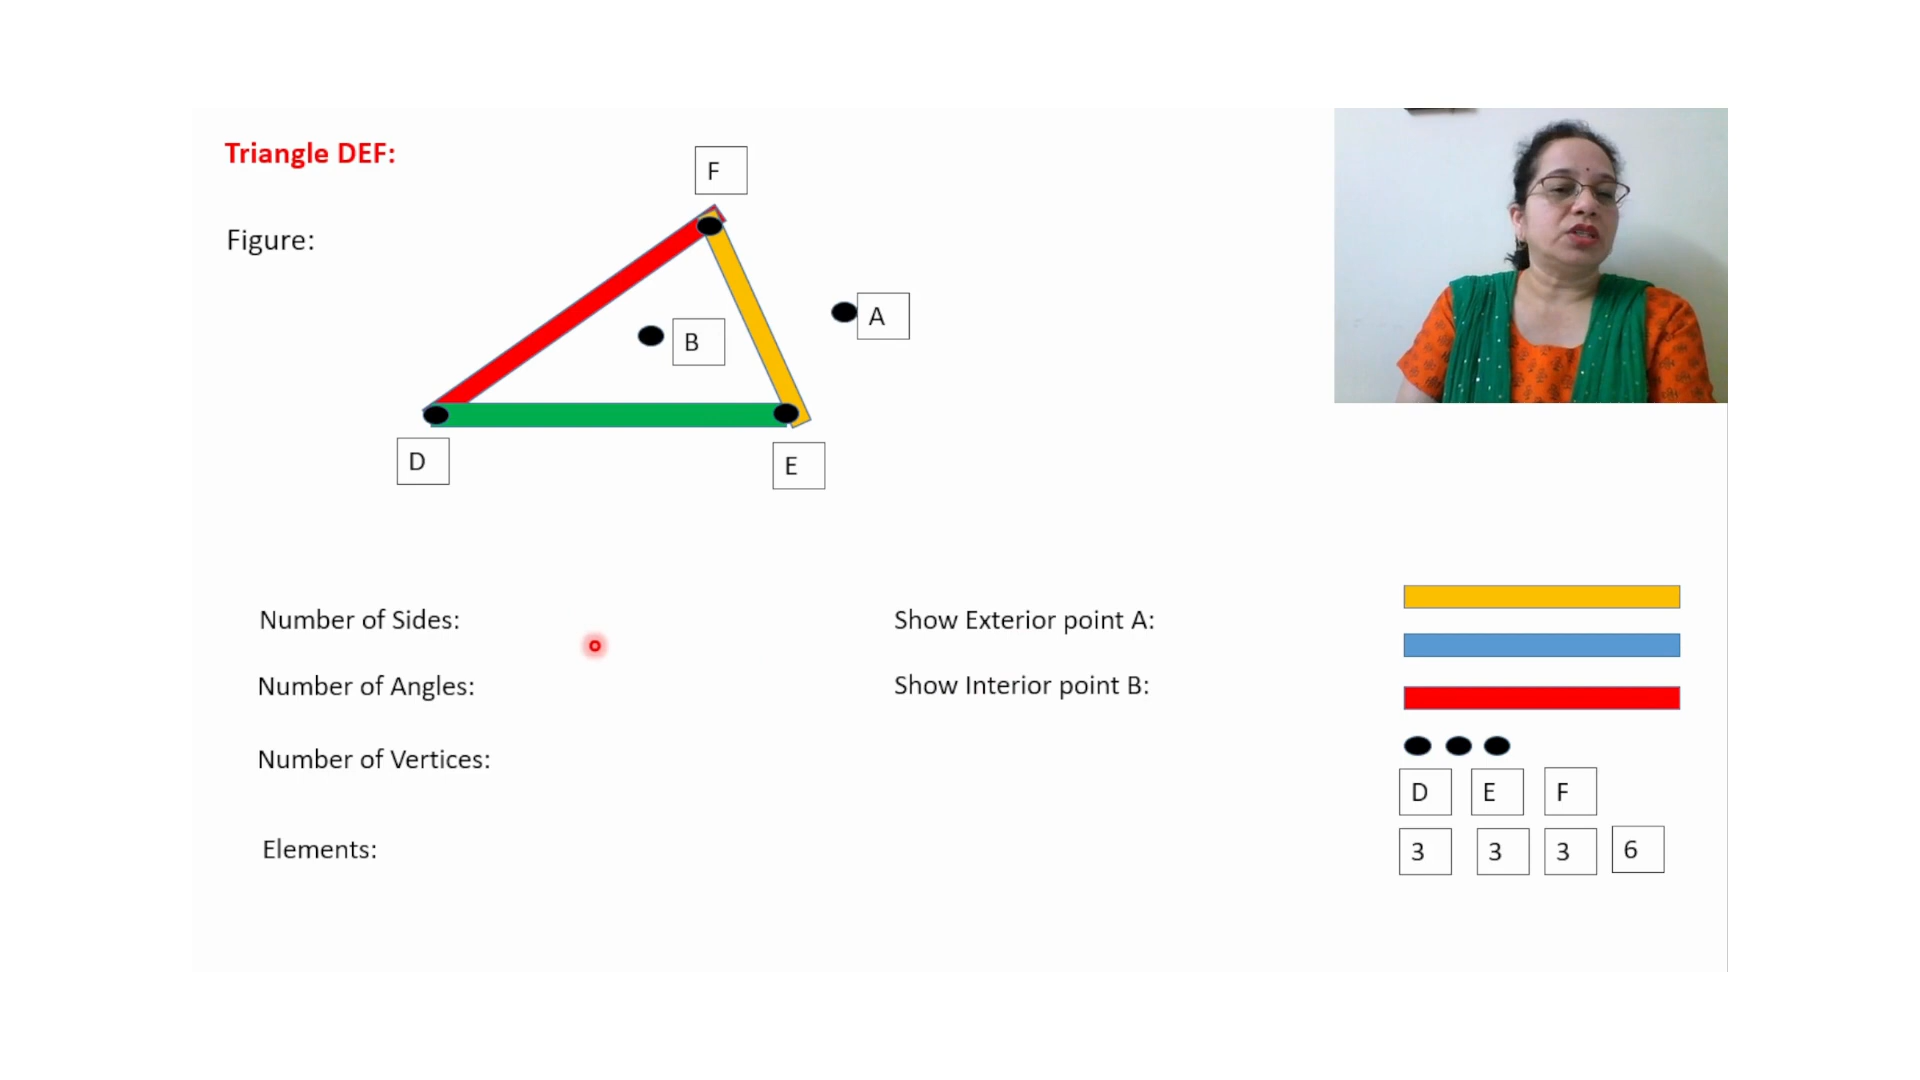 Triangle DEF:
F
Figure:
A
B
D
E
Number of Sides:
Show Exterior point A:
Number of Angles:
Show Interior point B:
Number of Vertices:
D E F
Elements:
3 3 3 6